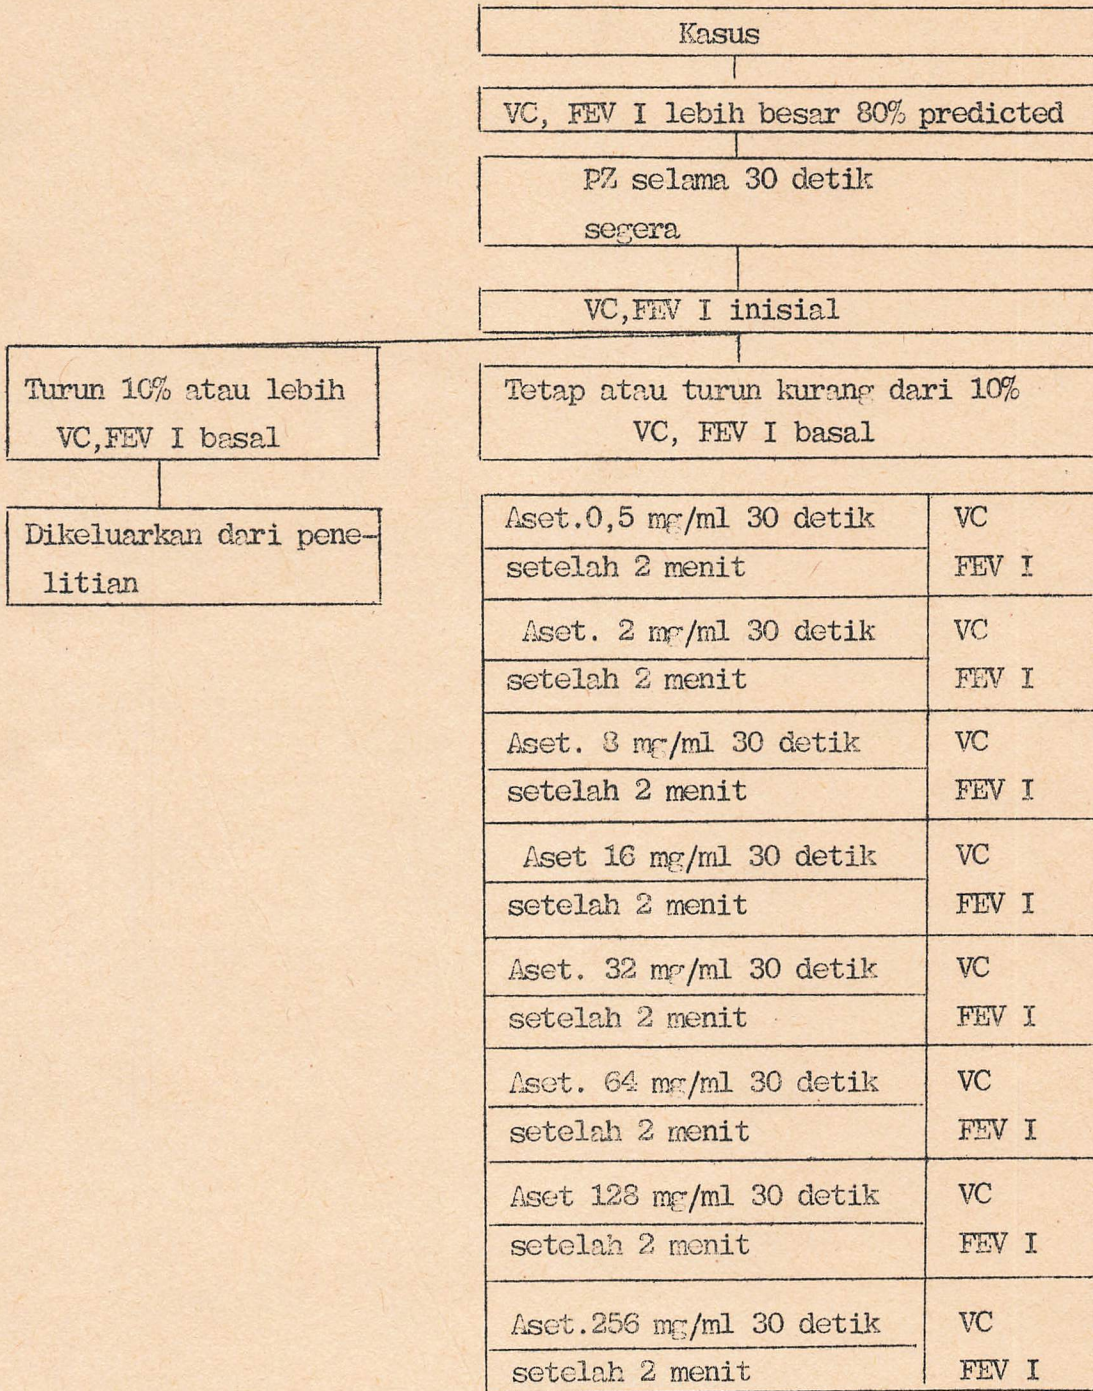 Kasus
VC, FEV I lebih besar 80% predicted
PZ selama 30 detik
segera
VC,FEV I inisial
Turun 10% atau lebih
VC,FEV I basal
Dikeluarkan dari pene-
litian
Tetap atau turun kurang dari 10%
VC, FEV I basal
Aset.0,5 mg/ml 30 detik VC
setelah 2 menit FEV I
Aset. 2 mg/ml 30 detik VC
setelah 2 menit FEV I
Aset. 8 mg/ml 30 detik VC
setelah 2 menit FEV I
Aset 16 mg/ml 30 detik VC
setelah 2 menit FEV I
Aset. 32 mg/ml 30 detik VC
setelah 2 menit FEV I
Aset. 64 mg/ml 30 detik VC
setelah 2 menit FEV I
Aset 128 mg/ml 30 detik VC
setelah 2 menit FEV I
Aset.256 mg/ml 30 detik VC
setelah 2 menit FEV I